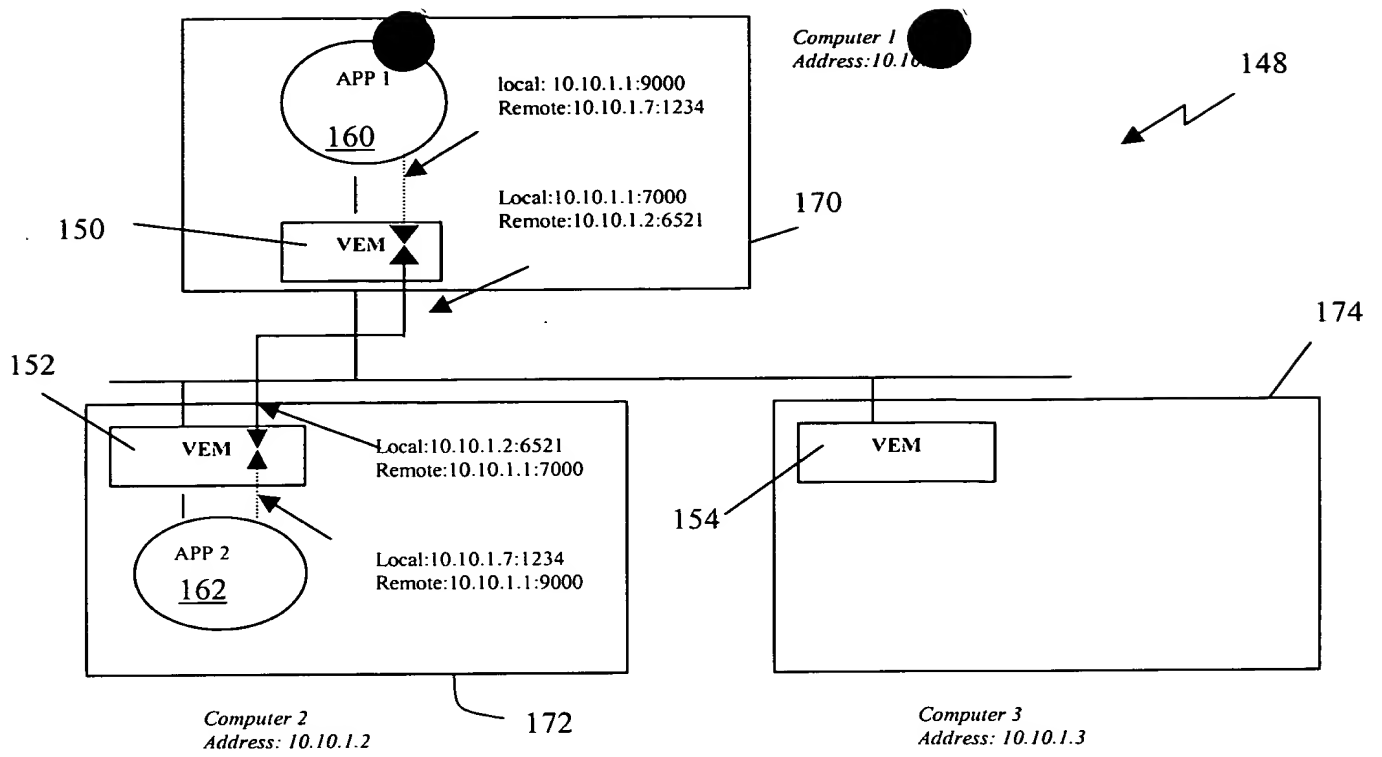 Computer 1
Address:10.10
148
APP 1
160
local: 10.10.1.1:9000
Remote:10.10.1.7:1234
Local:10.10.1.1:7000
Remote:10.10.1.2:6521
170
150
VEM
174
152
VEM
Local:10.10.1.2:6521
Remote:10.10.1.1:7000
VEM
154
APP 2
162
Local:10.10.1.7:1234
Remote:10.10.1.1:9000
172
Computer 2
Address: 10.10.1.2
Computer 3
Address: 10.10.1.3